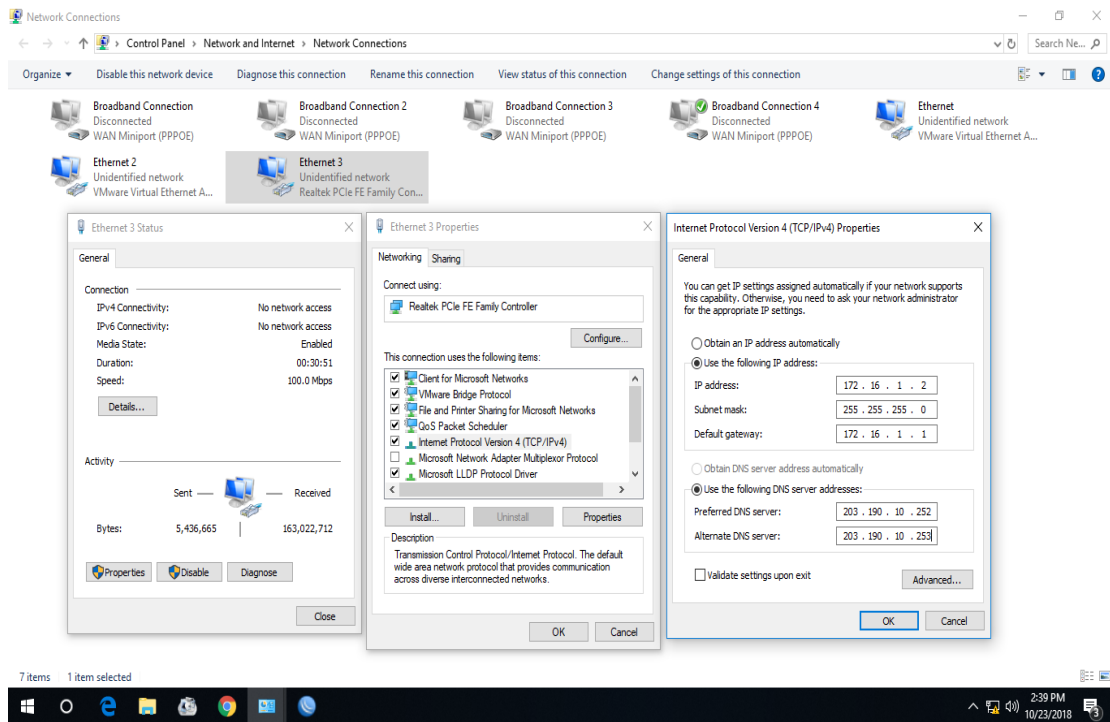 Network Connections
Control Panel › Network and Internet › Network Connections
Search Ne...
Organize
Disable this network device
Diagnose this connection
Rename this connection
View status of this connection
Change settings of this connection
Broadband Connection
Disconnected
WAN Miniport (PPPOE)
Broadband Connection 2
Disconnected
WAN Miniport (PPPOE)
Broadband Connection 3
Disconnected
WAN Miniport (PPPOE)
Broadband Connection 4
Disconnected
WAN Miniport (PPPOE)
Ethernet
Unidentified network
VMware Virtual Ethernet A...
Ethernet 2
Unidentified network
VMware Virtual Ethernet A...
Ethernet 3
Unidentified network
Realtek PCIe FE Family Con...
Ethernet 3 Status
General
Connection
IPv4 Connectivity: No network access
IPv6 Connectivity: No network access
Media State: Enabled
Duration: 00:30:51
Speed: 100.0 Mbps
Details...
Activity
Sent — — Received
Bytes: 5,436,665 | 163,022,712
Properties
Disable
Diagnose
Close
Ethernet 3 Properties
Networking
Sharing
Connect using:
Realtek PCIe FE Family Controller
Configure...
This connection uses the following items:
Client for Microsoft Networks
VMware Bridge Protocol
File and Printer Sharing for Microsoft Networks
QoS Packet Scheduler
Internet Protocol Version 4 (TCP/IPv4)
Microsoft Network Adapter Multiplexor Protocol
Microsoft LLDP Protocol Driver
Install...
Uninstall
Properties
Description
Transmission Control Protocol/Internet Protocol. The default
wide area network protocol that provides communication
across diverse interconnected networks.
OK
Cancel
Internet Protocol Version 4 (TCP/IPv4) Properties
General
You can get IP settings assigned automatically if your network supports
this capability. Otherwise, you need to ask your network administrator
for the appropriate IP settings.
Obtain an IP address automatically
Use the following IP address:
IP address: 172 . 16 . 1 . 2
Subnet mask: 255 . 255 . 255 . 0
Default gateway: 172 . 16 . 1 . 1
Obtain DNS server address automatically
Use the following DNS server addresses:
Preferred DNS server: 203 . 190 . 10 . 252
Alternate DNS server: 203 . 190 . 10 . 253
Validate settings upon exit
Advanced...
OK
Cancel
7 items
1 item selected
2:39 PM
10/23/2018
3